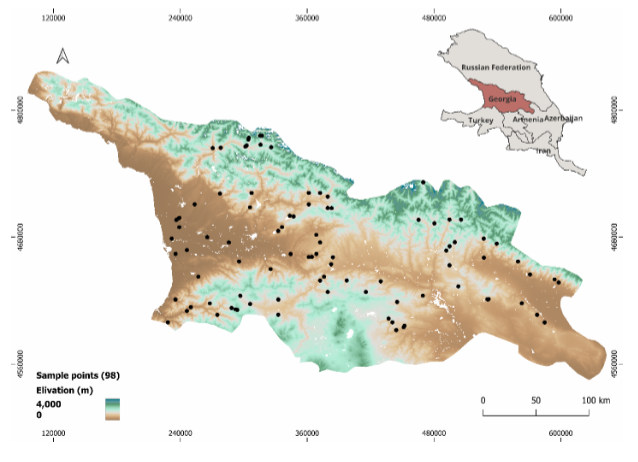 120000 240000 360000 480000 600000
Russian Federation
Georgia
4800000 4800000
Turkey Armenia Azerbaijan
Iran
4680000 4680000
4560000 4560000
Sample points (98)
Elivation (m)
4,000
0
0 50 100 km
120000 240000 360000 480000 600000